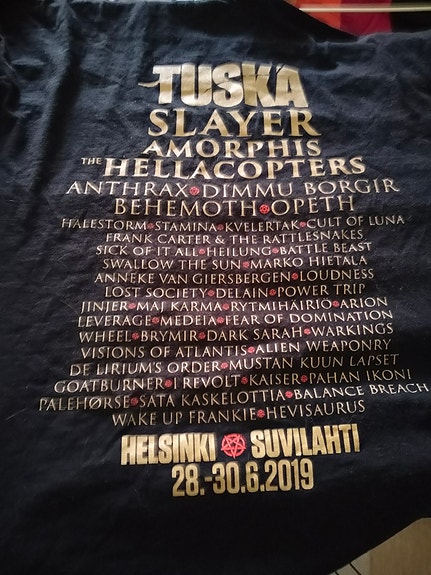 TUSKA
SLAYER
AMORPHIS
THE HELLACOPTERS
ANTHRAX DIMMU BORGIR
BEHEMOTH OPETH
HALESTORM STAMINA KVELERTAK CULT OF LUNA
FRANK CARTER & THE RATTLESNAKES
SICK OF IT ALL HEILUNG BATTLE BEAST
SWALLOW THE SUN MARKO HIETALA
ANNEKE VAN GIERSBERGEN LOUDNESS
LOST SOCIETY DELAIN POWER TRIP
JINJER MAJ KARMA RYTMIHÄIRIÖ ARION
LEVERAGE MEDEIA FEAR OF DOMINATION
WHEEL BRYMIR DARK SARAH WARKINGS
VISIONS OF ATLANTIS ALIEN WEAPONRY
DE LIRIUM'S ORDER MUSTAN KUUN LAPSET
GOATBURNER I REVOLT KAISER PAHAN IKONI
PALEHØRSE SATA KASKELOTTIA BALANCE BREACH
WAKE UP FRANKIE HEVISAURUS
HELSINKI SUVILAHTI
28.-30.6.2019